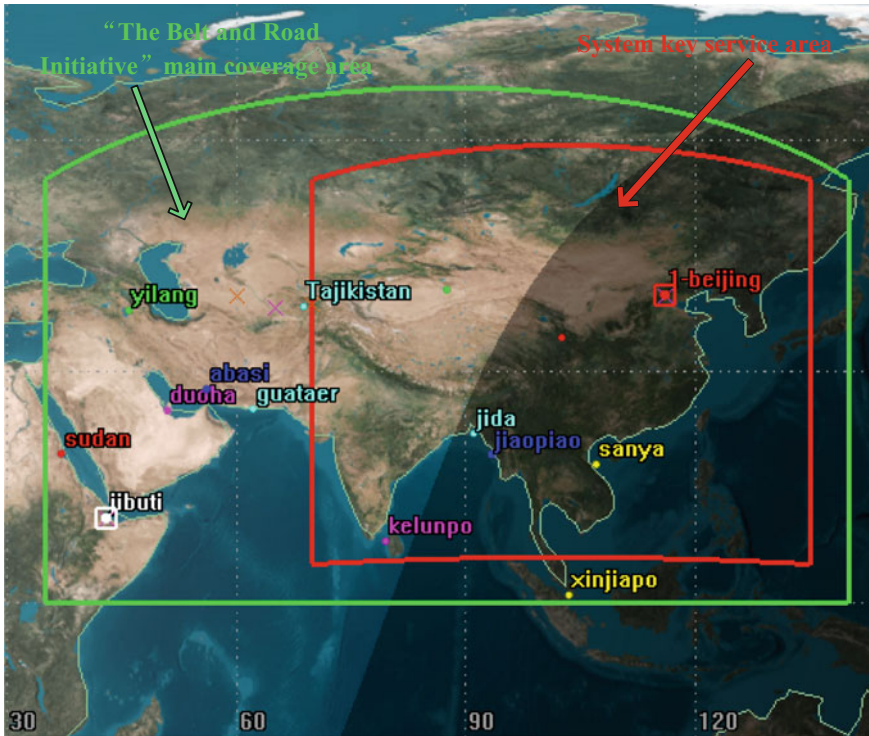 “The Belt and Road
Initiative” main coverage area
System key service area
1-beijing
yilang
Tajikistan
abasi
duoha
guataer
sudan
jida
jiaopiao
sanya
jibuti
kelunpo
xinjiapo
30
60
90
120